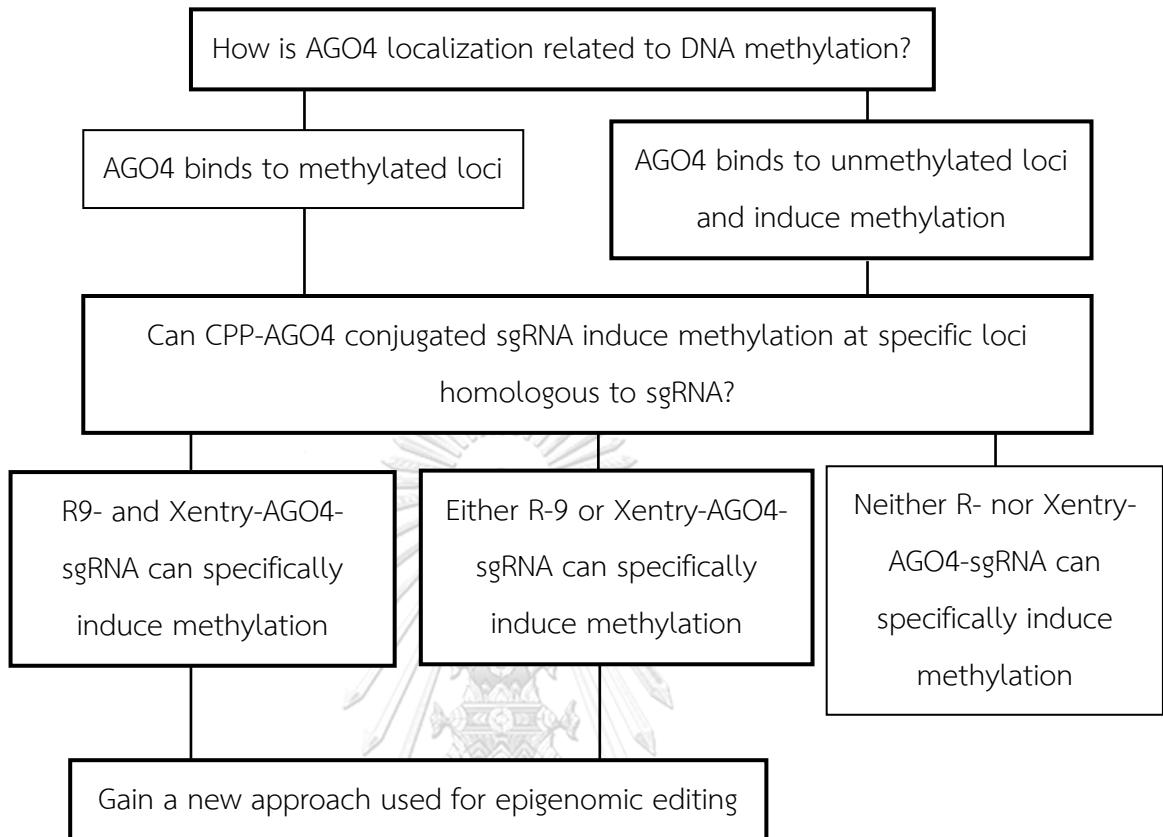 How is AGO4 localization related to DNA methylation?
AGO4 binds to methylated loci
AGO4 binds to unmethylated loci
and induce methylation
Can CPP-AGO4 conjugated sgRNA induce methylation at specific loci
homologous to sgRNA?
R9- and Xentry-AGO4-
sgRNA can specifically
induce methylation
Either R-9 or Xentry-AGO4-
sgRNA can specifically
induce methylation
Neither R- nor Xentry-
AGO4-sgRNA can
specifically induce
methylation
Gain a new approach used for epigenomic editing